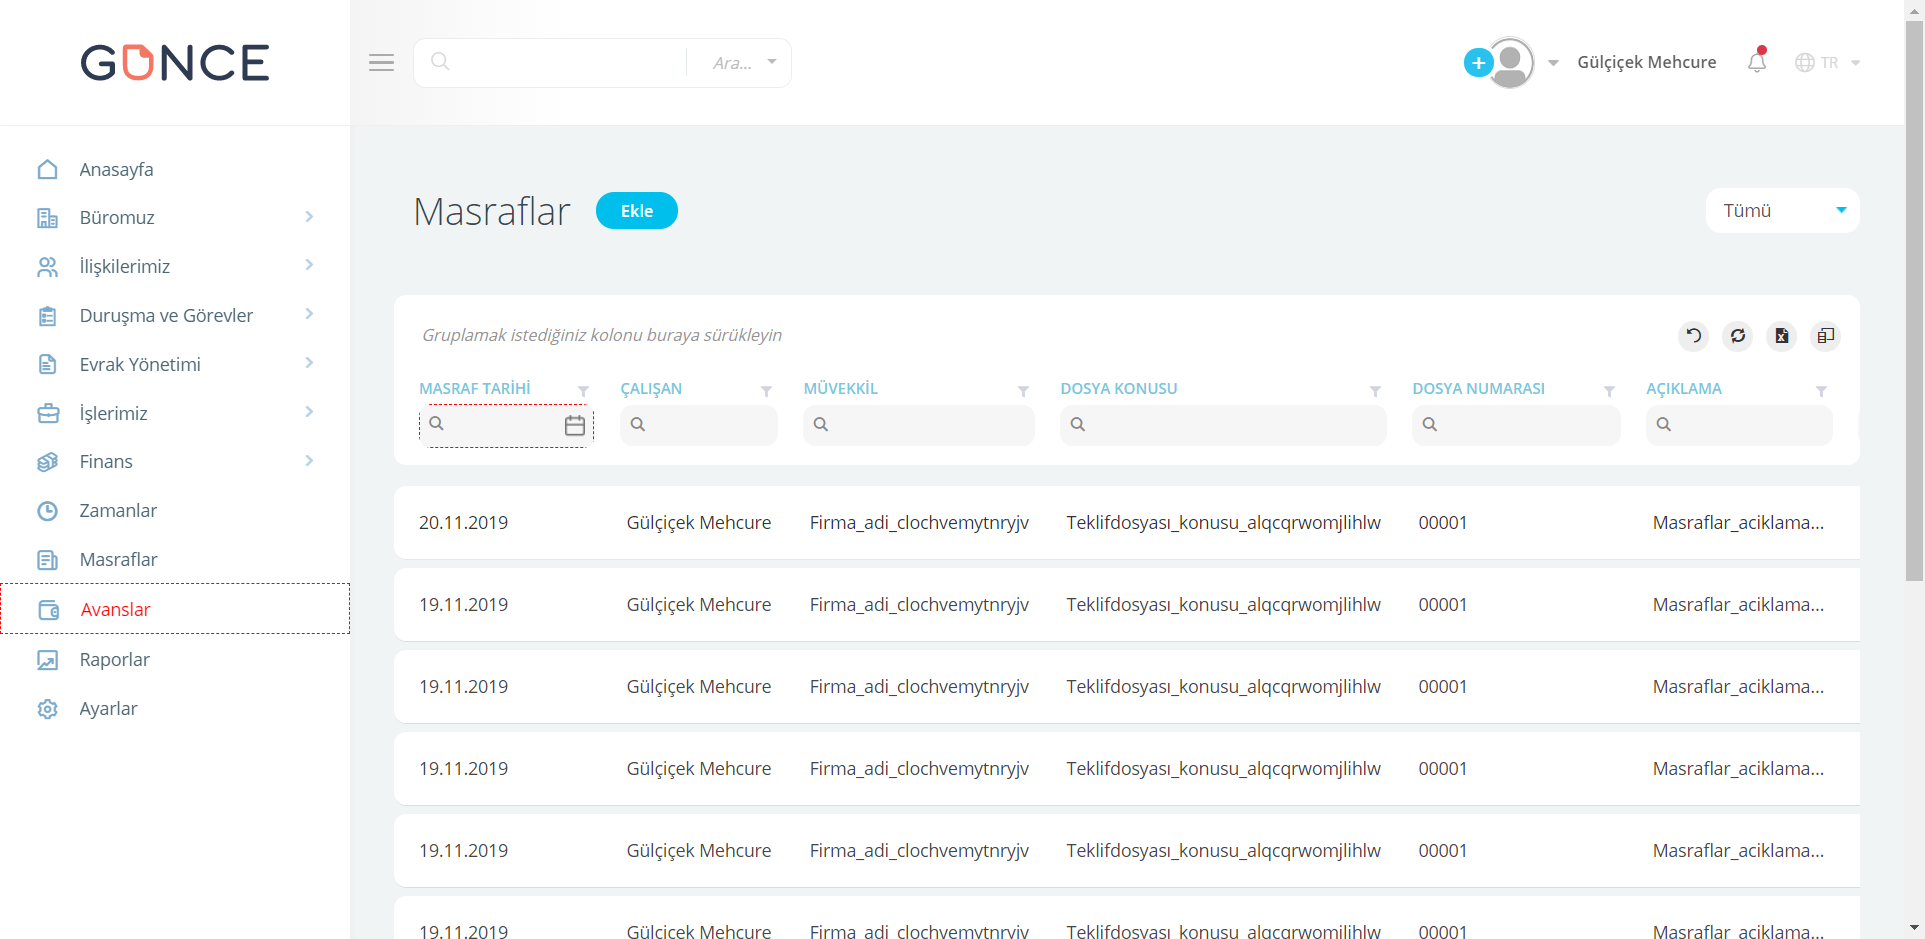 GÜNCE
Ara...
Gülçiçek Mehcure
TR
Anasayfa
Büromuz
İlişkilerimiz
Duruşma ve Görevler
Evrak Yönetimi
İşlerimiz
Finans
Zamanlar
Masraflar
Avanslar
Raporlar
Ayarlar
Masraflar
Ekle
Tümü
Gruplamak istediğiniz kolonu buraya sürükleyin
MASRAF TARİHİ ÇALIŞAN MÜVEKKİL DOSYA KONUSU DOSYA NUMARASI AÇIKLAMA
20.11.2019 Gülçiçek Mehcure Firma_adi_clochvemytnryjv Teklifdosyası_konusu_alqcqrwomjlihlw 00001 Masraflar_aciklama...
19.11.2019 Gülçiçek Mehcure Firma_adi_clochvemytnryjv Teklifdosyası_konusu_alqcqrwomjlihlw 00001 Masraflar_aciklama...
19.11.2019 Gülçiçek Mehcure Firma_adi_clochvemytnryjv Teklifdosyası_konusu_alqcqrwomjlihlw 00001 Masraflar_aciklama...
19.11.2019 Gülçiçek Mehcure Firma_adi_clochvemytnryjv Teklifdosyası_konusu_alqcqrwomjlihlw 00001 Masraflar_aciklama...
19.11.2019 Gülçiçek Mehcure Firma_adi_clochvemytnryjv Teklifdosyası_konusu_alqcqrwomjlihlw 00001 Masraflar_aciklama...
19.11.2019 Gülçiçek Mehcure Firma_adi_clochvemytnryjv Teklifdosyası_konusu_alqcqrwomjlihlw 00001 Masraflar_aciklama...